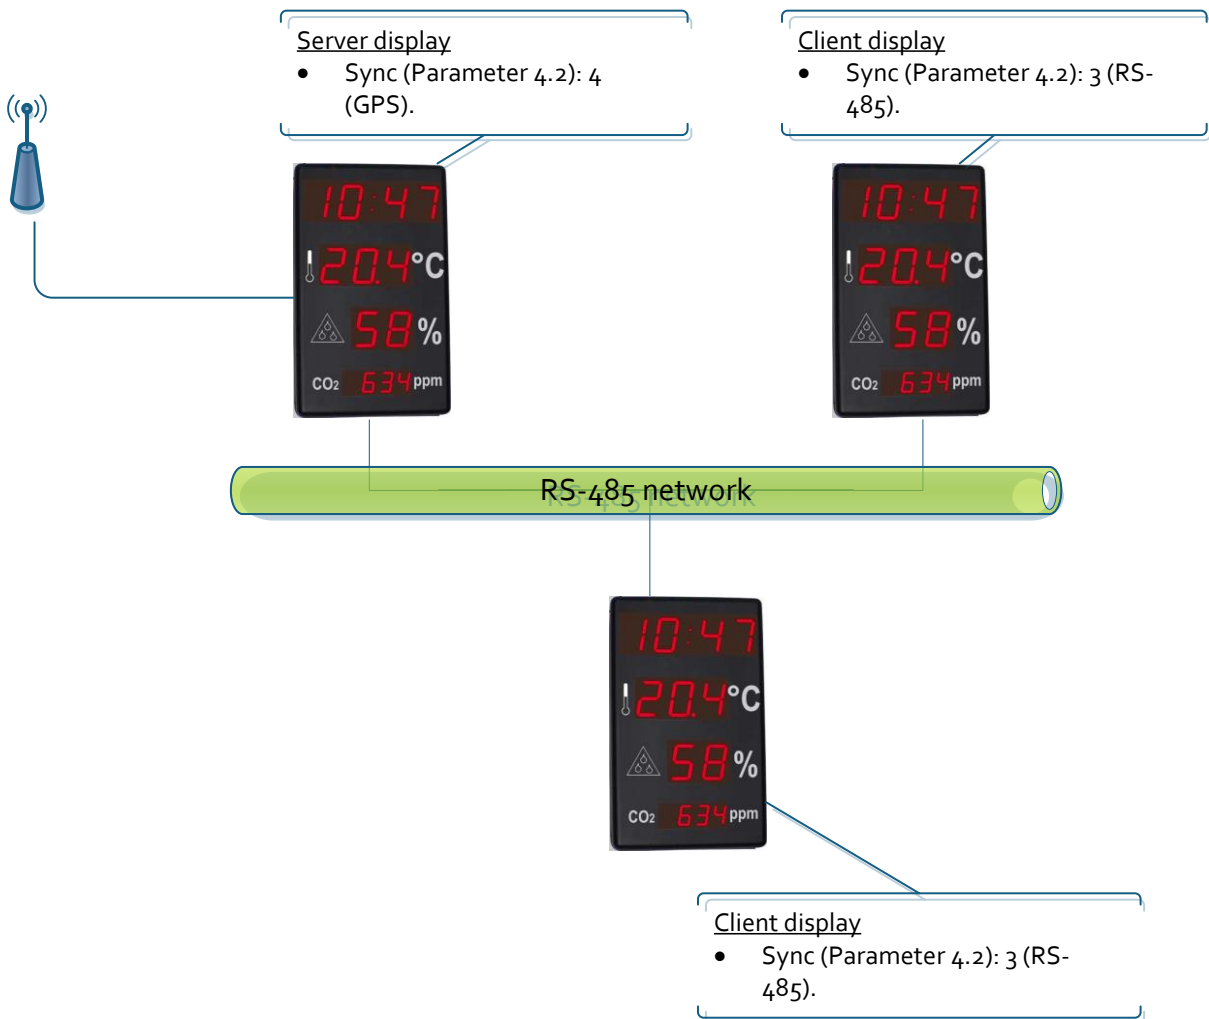 Server display
• Sync (Parameter 4.2): 4
(GPS).
Client display
• Sync (Parameter 4.2): 3 (RS-
485).
10:47
20.4°C
58%
CO2 634 ppm
10:47
20.4°C
58%
CO2 634 ppm
RS-485 network
10:47
20.4°C
58%
CO2 634 ppm
Client display
• Sync (Parameter 4.2): 3 (RS-
485).